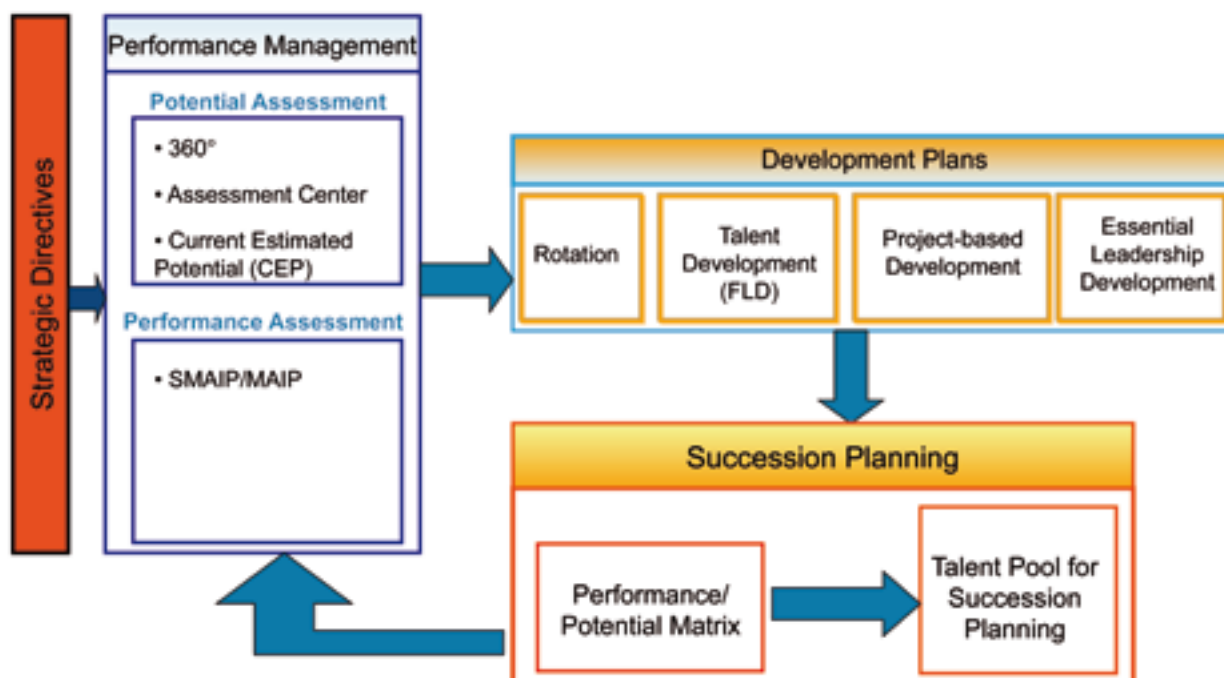 Strategic Directives
Performance Management
Potential Assessment
• 360°
• Assessment Center
• Current Estimated
Potential (CEP)
Performance Assessment
• SMAIP/MAIP
Development Plans
Rotation
Talent
Development
(FLD)
Project-based
Development
Essential
Leadership
Development
Succession Planning
Performance/
Potential Matrix
Talent Pool for
Succession
Planning